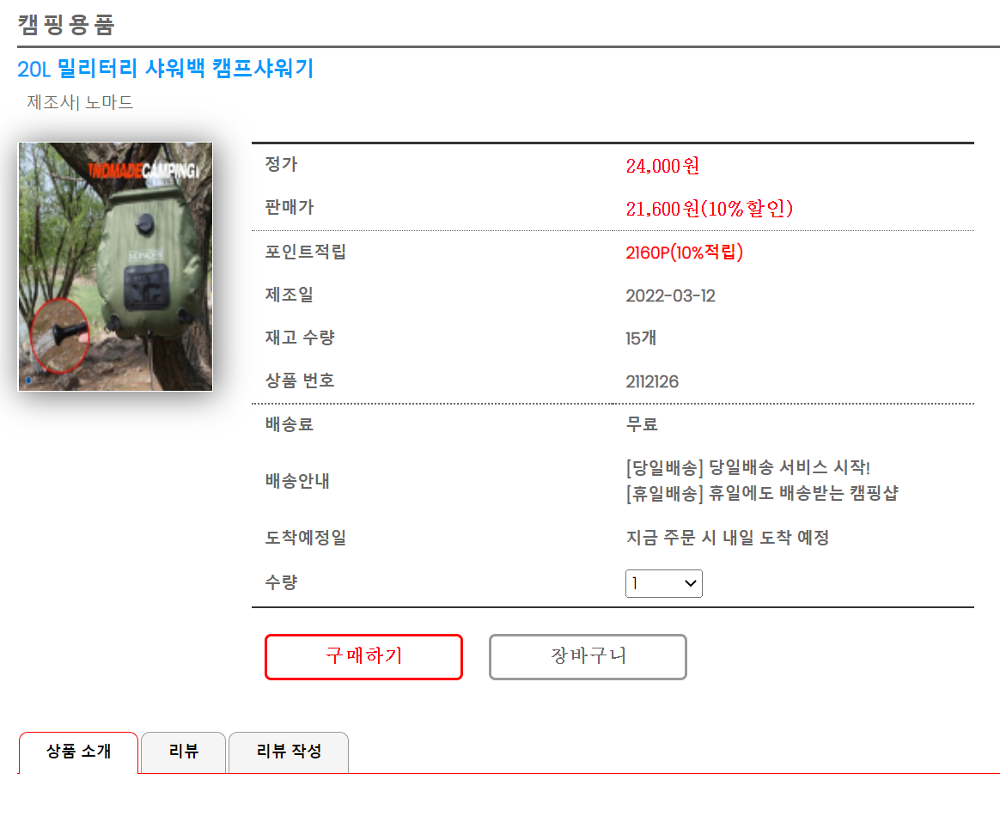 캠핑용품
20L 밀리터리 샤워백 캠프샤워기
제조사| 노마드
NOMADECAMPING
정가 24,000원
판매가 21,600원(10%할인)
포인트적립 2160P(10%적립)
제조일 2022-03-12
재고 수량 15개
상품 번호 2112126
배송료 무료
배송안내 [당일배송] 당일배송 서비스 시작!
[휴일배송] 휴일에도 배송받는 캠핑샵
도착예정일 지금 주문 시 내일 도착 예정
수량 1
구매하기 장바구니
상품 소개 리뷰 리뷰 작성